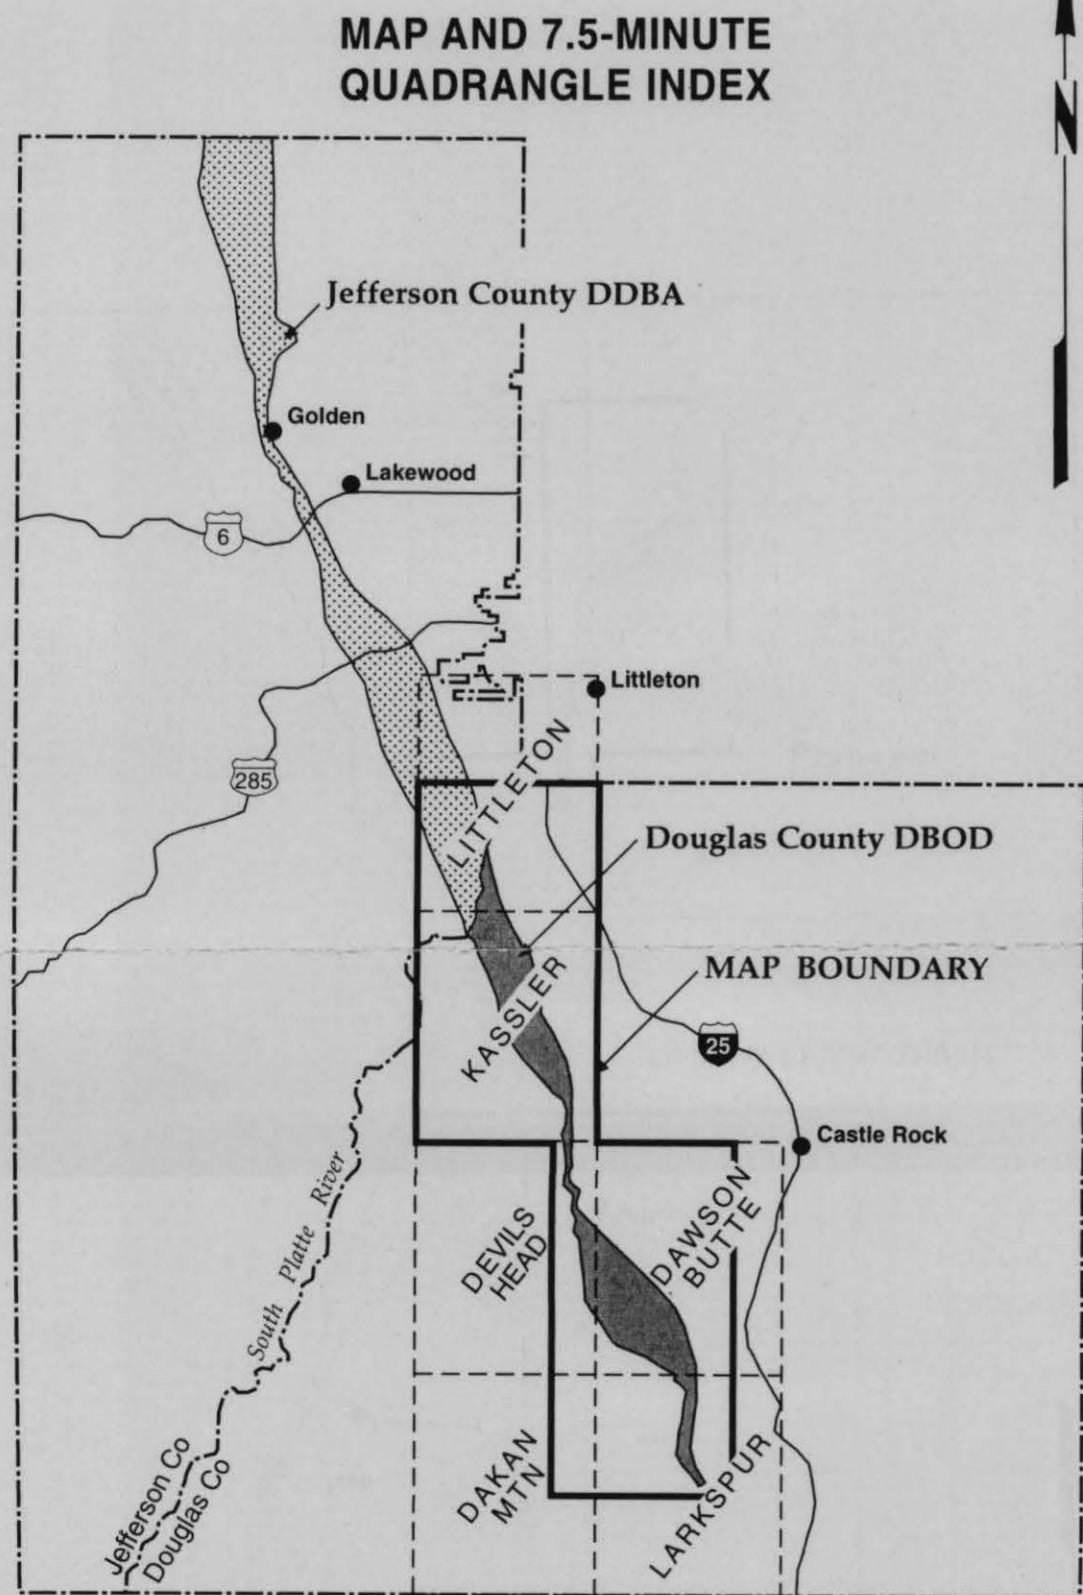 MAP AND 7.5-MINUTE
QUADRANGLE INDEX
N
Jefferson County DDBA
Golden
Lakewood
6
Littleton
285
LITTLETON
Douglas County DBOD
MAP BOUNDARY
KASSLER
25
Castle Rock
South Platte River
DEVILS
HEAD
DAWSON
BUTTE
DAKAN
MTN
LARKSPUR
Jefferson Co
Douglas Co